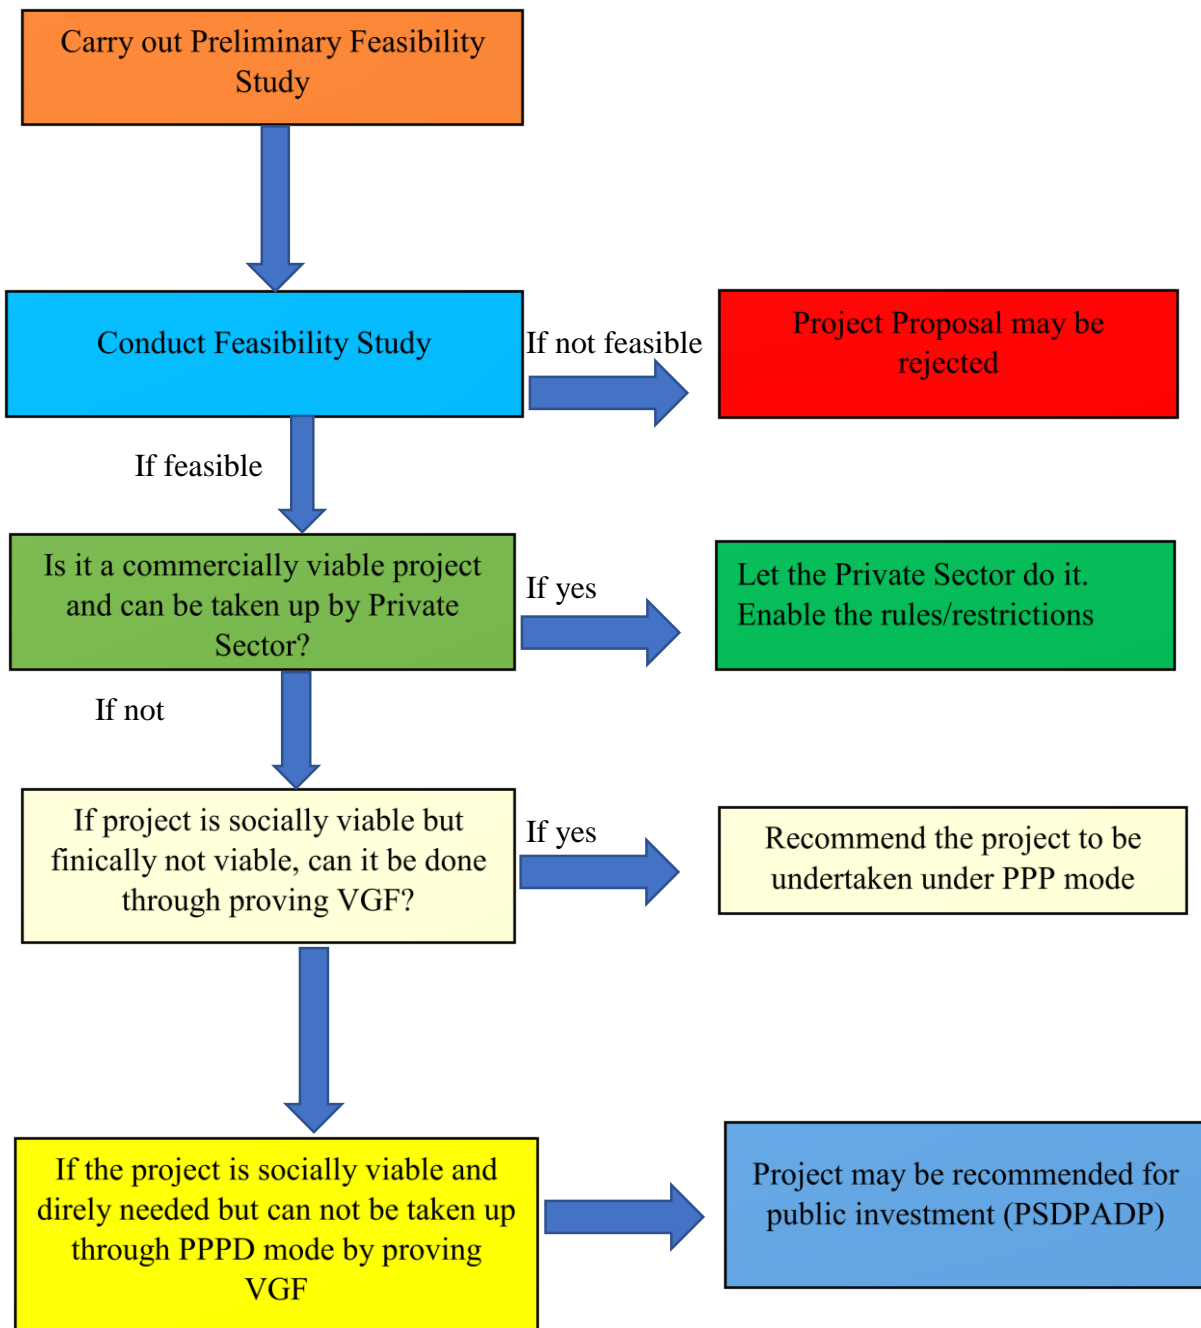 Carry out Preliminary Feasibility
Study
Conduct Feasibility Study
If not feasible
Project Proposal may be
rejected
If feasible
Is it a commercially viable project
and can be taken up by Private
Sector?
If yes
Let the Private Sector do it.
Enable the rules/restrictions
If not
If project is socially viable but
finically not viable, can it be done
through proving VGF?
If yes
Recommend the project to be
undertaken under PPP mode
If the project is socially viable and
direly needed but can not be taken up
through PPPD mode by proving
VGF
Project may be recommended for
public investment (PSDPADP)